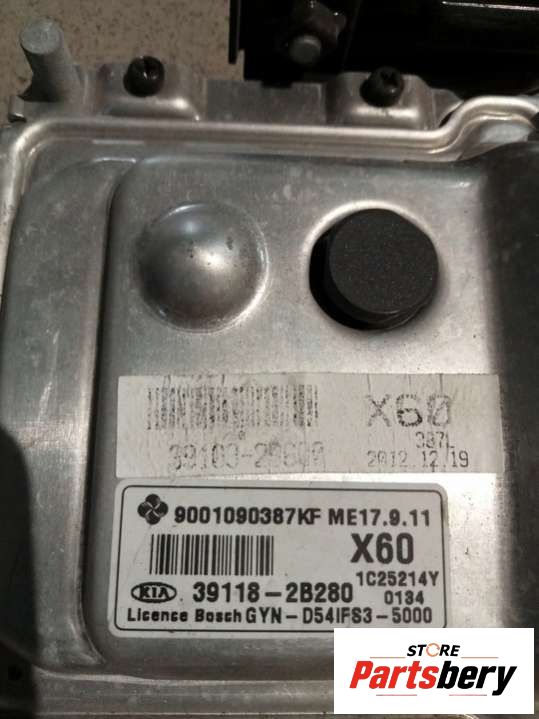 X60
387L
2012.12.19
9001090387KF ME17.9.11
X60
1C25214Y
KIA 39118-2B280 0134
Licence Bosch GYN-D54IFS3-5000
STORE
Partsbery